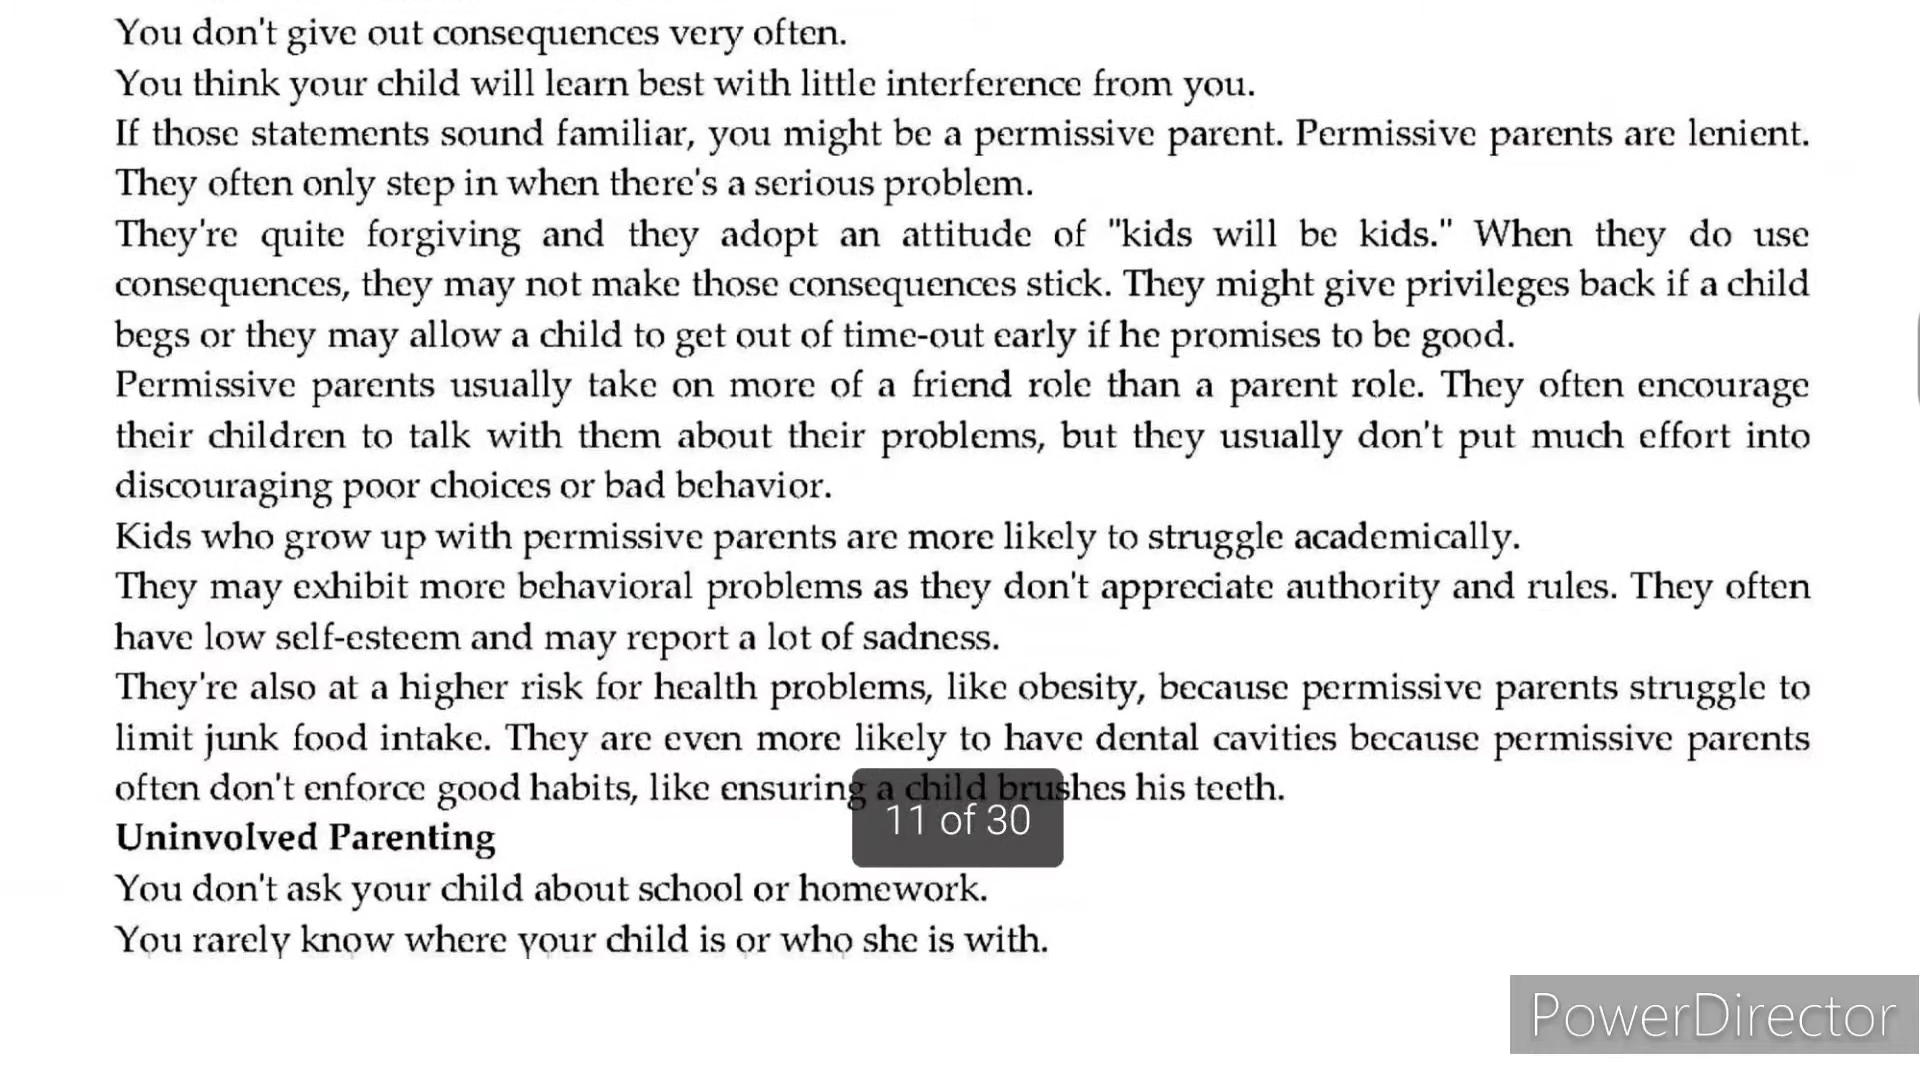 You don't give out consequences very often.
You think your child will learn best with little interference from you.
If those statements sound familiar, you might be a permissive parent. Permissive parents are lenient.
They often only step in when there's a serious problem.
They're quite forgiving and they adopt an attitude of "kids will be kids." When they do use
consequences, they may not make those consequences stick. They might give privileges back if a child
begs or they may allow a child to get out of time-out early if he promises to be good.
Permissive parents usually take on more of a friend role than a parent role. They often encourage
their children to talk with them about their problems, but they usually don't put much effort into
discouraging poor choices or bad behavior.
Kids who grow up with permissive parents are more likely to struggle academically.
They may exhibit more behavioral problems as they don't appreciate authority and rules. They often
have low self-esteem and may report a lot of sadness.
They're also at a higher risk for health problems, like obesity, because permissive parents struggle to
limit junk food intake. They are even more likely to have dental cavities because permissive parents
often don't enforce good habits, like ensuring a child brushes his teeth.
11 of 30
Uninvolved Parenting
You don't ask your child about school or homework.
You rarely know where your child is or who she is with.
PowerDirector